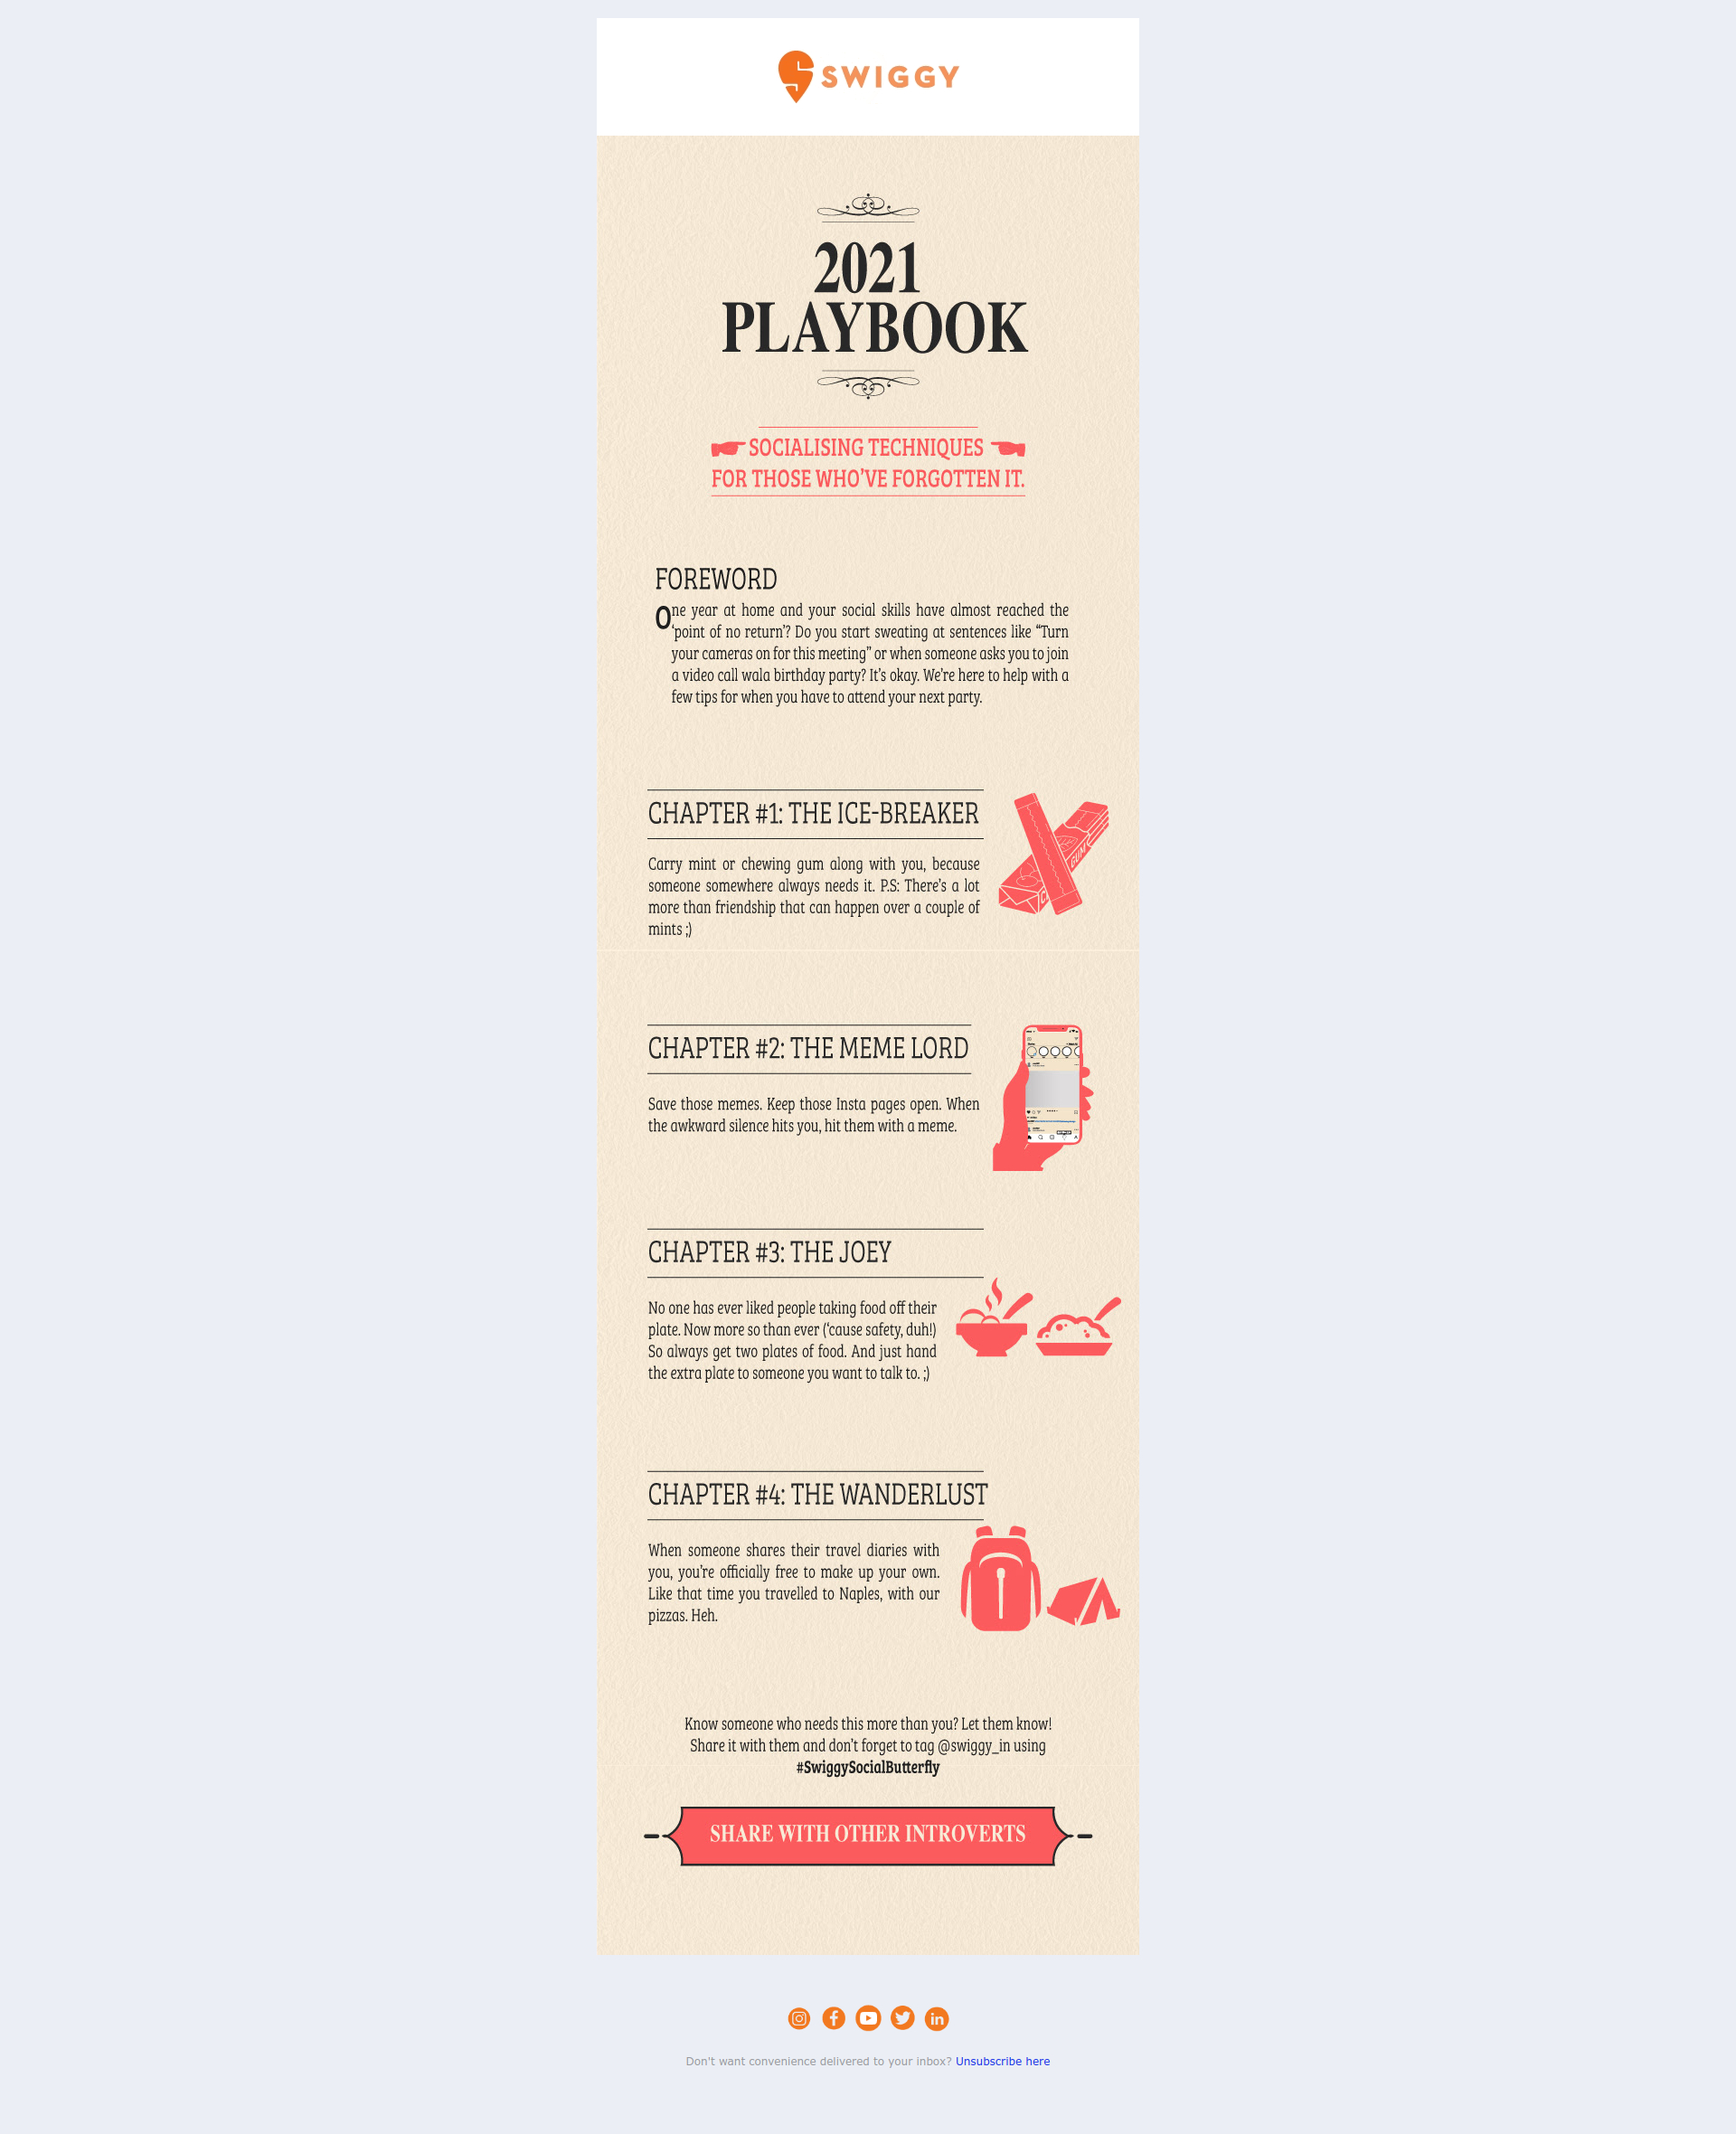 SWIGGY
2021
PLAYBOOK
SOCIALISING TECHNIQUES
FOR THOSE WHO’VE FORGOTTEN IT.
FOREWORD
One year at home and your social skills have almost reached the
‘point of no return’? Do you start sweating at sentences like “Turn
your cameras on for this meeting” or when someone asks you to join
a video call wala birthday party? It’s okay. We’re here to help with a
few tips for when you have to attend your next party.
CHAPTER #1: THE ICE-BREAKER
Carry mint or chewing gum along with you, because
someone somewhere always needs it. P.S: There’s a lot
more than friendship that can happen over a couple of
mints ;)
GUM
CHAPTER #2: THE MEME LORD
Save those memes. Keep those Insta pages open. When
the awkward silence hits you, hit them with a meme.
CHAPTER #3: THE JOEY
No one has ever liked people taking food off their
plate. Now more so than ever (‘cause safety, duh!)
So always get two plates of food. And just hand
the extra plate to someone you want to talk to. ;)
CHAPTER #4: THE WANDERLUST
When someone shares their travel diaries with
you, you’re officially free to make up your own.
Like that time you travelled to Naples, with our
pizzas. Heh.
Know someone who needs this more than you? Let them know!
Share it with them and don’t forget to tag @swiggy_in using
#SwiggySocialButterfly
SHARE WITH OTHER INTROVERTS
Don't want convenience delivered to your inbox? Unsubscribe here